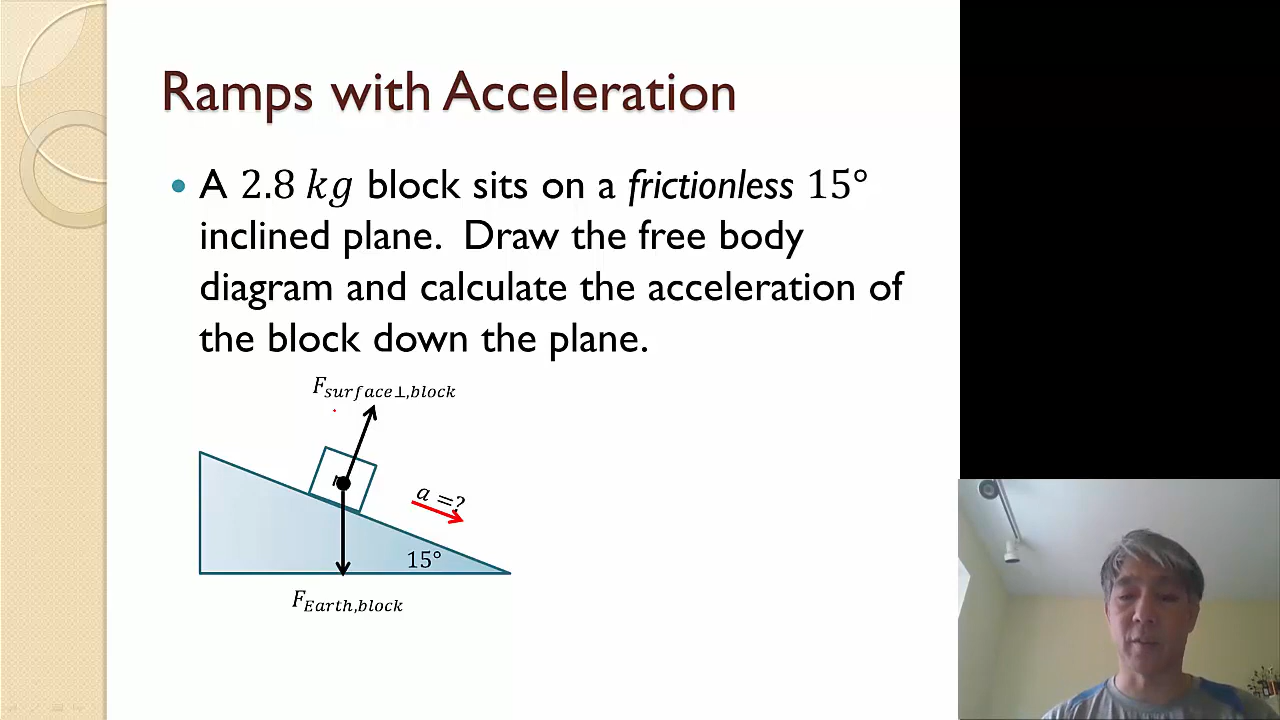 Ramps with Acceleration
• A 2.8 kg block sits on a frictionless 15°
inclined plane. Draw the free body
diagram and calculate the acceleration of
the block down the plane.
F_surface⊥,block
a =?
15°
F_Earth,block